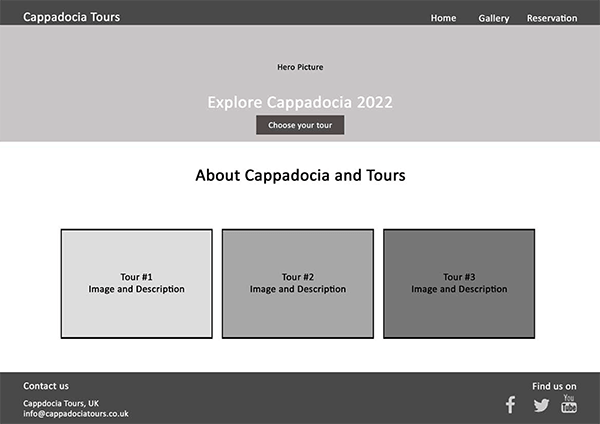 Cappadocia Tours
Home Gallery Reservation
Hero Picture
Explore Cappadocia 2022
Choose your tour
About Cappadocia and Tours
Tour #1
Image and Description
Tour #2
Image and Description
Tour #3
Image and Description
Contact us
Cappdocia Tours, UK
info@cappadociatours.co.uk
Find us on
You
Tube